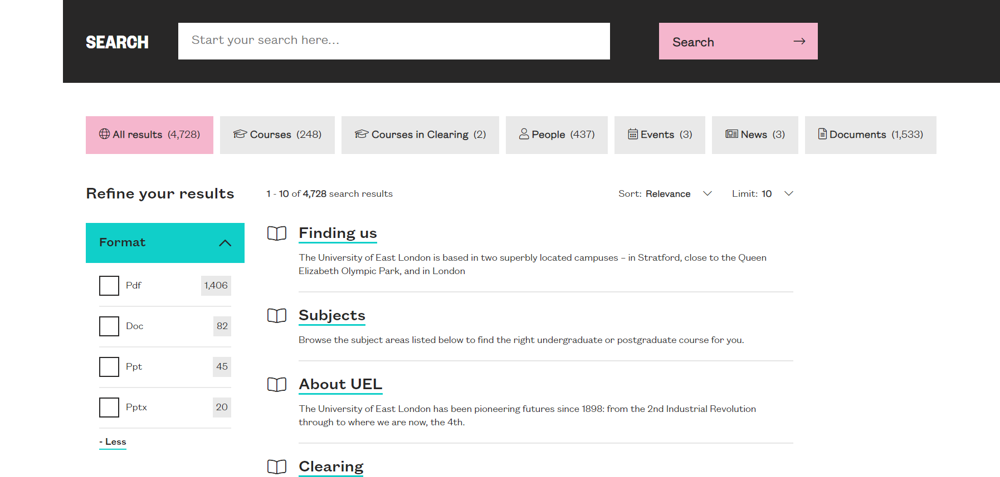 SEARCH
Start your search here...
Search
All results (4,728)
Courses (248)
Courses in Clearing (2)
People (437)
Events (3)
News (3)
Documents (1,533)
Refine your results
1 - 10 of 4,728 search results
Sort: Relevance
Limit: 10
Format
Pdf 1,406
Doc 82
Ppt 45
Pptx 20
- Less
Finding us
The University of East London is based in two superbly located campuses – in Stratford, close to the Queen
Elizabeth Olympic Park, and in London
Subjects
Browse the subject areas listed below to find the right undergraduate or postgraduate course for you.
About UEL
The University of East London has been pioneering futures since 1898: from the 2nd Industrial Revolution
through to where we are now, the 4th.
Clearing